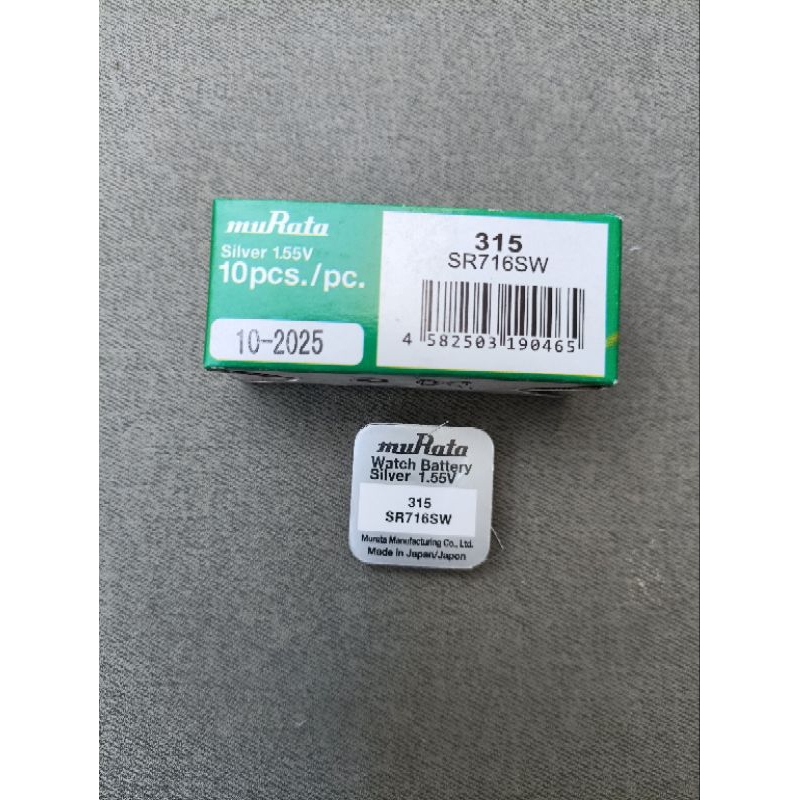 muRata
Silver 1.55V
10pcs./pc.
10-2025
315
SR716SW
4 582503 190465
muRata
Watch Battery
Silver 1.55V
315
SR716SW
Murata Manufacturing Co., Ltd.
Made in Japan/Japon